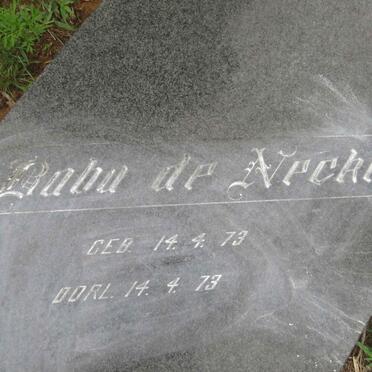 Baba de Necke
GEB. 14. 4. 73
OORL. 14. 4. 73